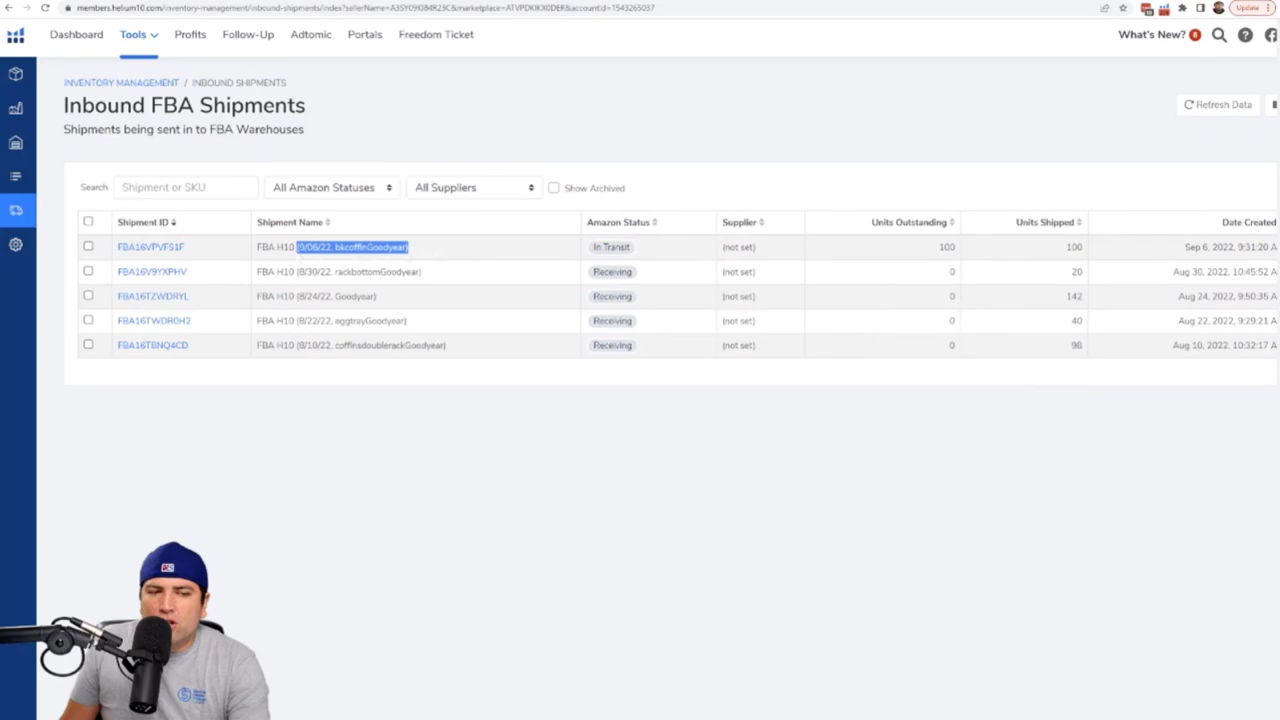 members.helium10.com/inventory-management/inbound-shipments/index?sellerName=A3SY09I9084R23C&marketplace=ATVPDKIKX0DER&accountId=1543265037
Update
Dashboard Tools Profits Follow-Up Adtomic Portals Freedom Ticket What's New? 8
INVENTORY MANAGEMENT / INBOUND SHIPMENTS
Inbound FBA Shipments
Refresh Data
Shipments being sent in to FBA Warehouses
Search Shipment or SKU All Amazon Statuses All Suppliers Show Archived
Shipment ID Shipment Name Amazon Status Supplier Units Outstanding Units Shipped Date Created
FBA16VPVFS1F FBA H10 (9/06/22, bkcoffinGoodyear) In Transit (not set) 100 100 Sep 6, 2022, 9:31:20 A
FBA16V9YXPHV FBA H10 (8/30/22, rackbottomGoodyear) Receiving (not set) 0 20 Aug 30, 2022, 10:45:52 A
FBA16TZWDRYL FBA H10 (8/24/22, Goodyear) Receiving (not set) 0 142 Aug 24, 2022, 9:50:35 A
FBA16TWDR0H2 FBA H10 (8/22/22, eggtrayGoodyear) Receiving (not set) 0 40 Aug 22, 2022, 9:29:21 A
FBA16TBNQ4CD FBA H10 (8/10/22, coffinsdoublerackGoodyear) Receiving (not set) 0 98 Aug 10, 2022, 10:32:17 A